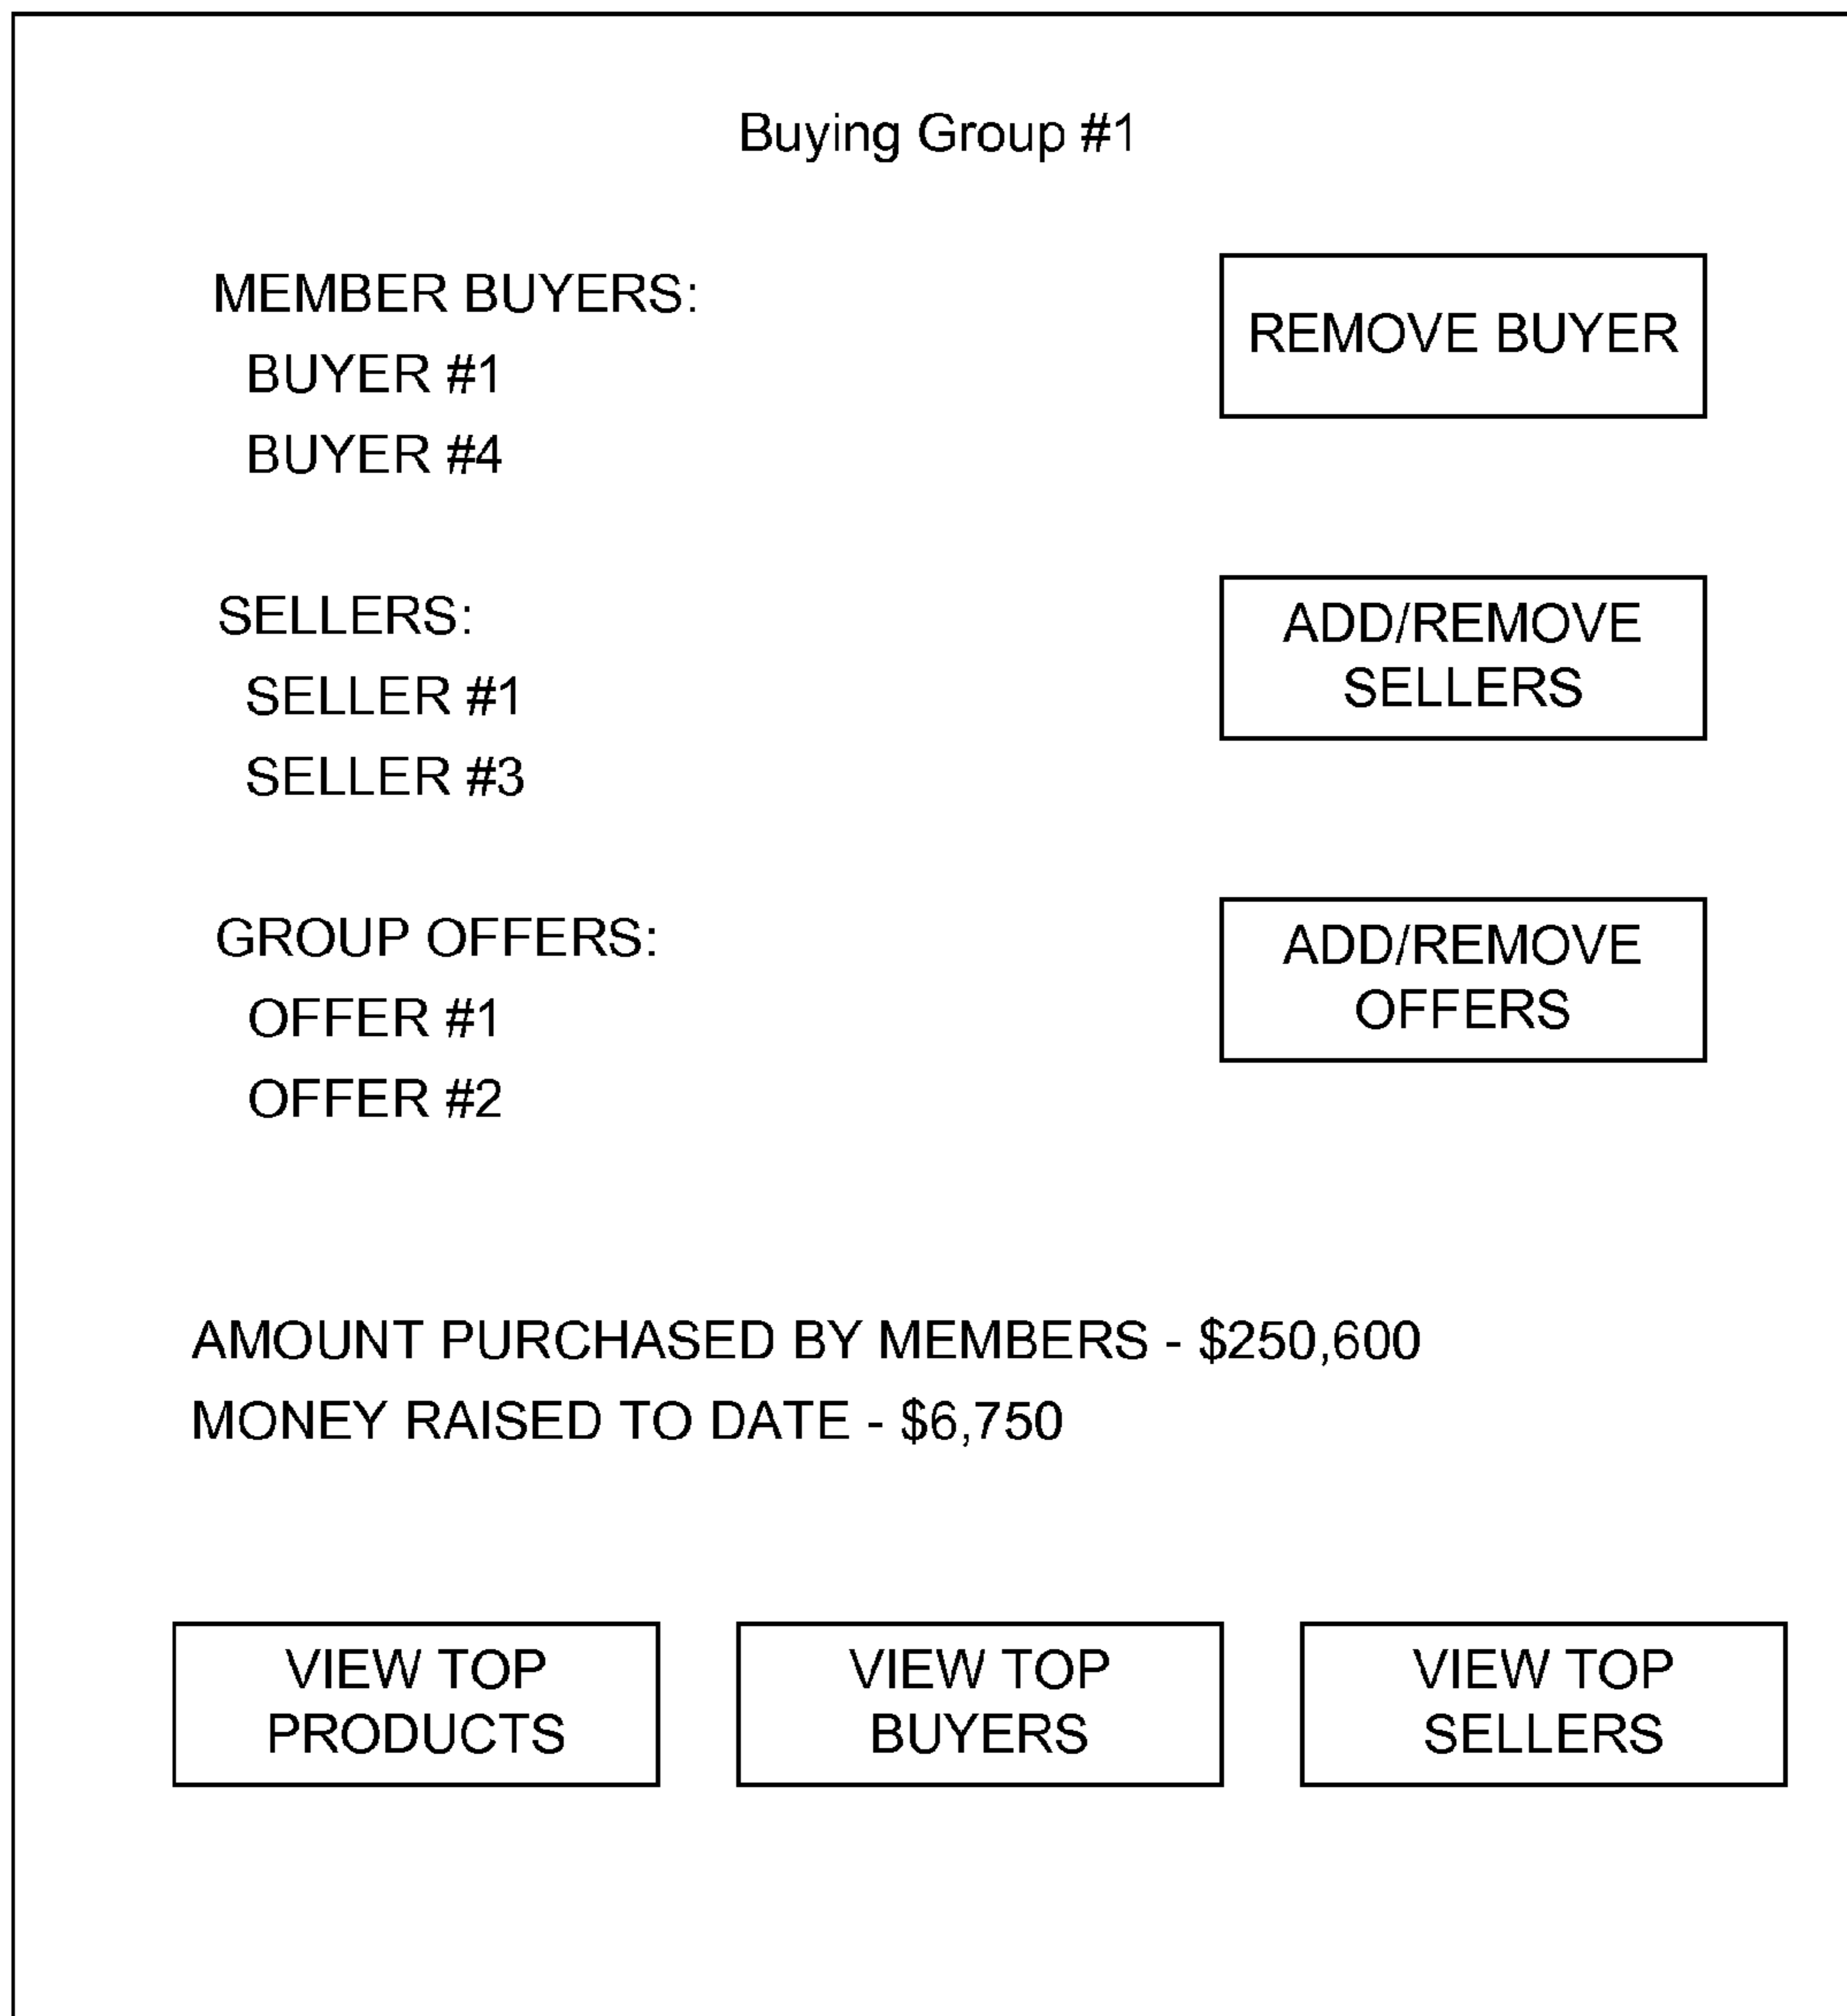 Buying Group #1
MEMBER BUYERS:
BUYER #1
BUYER #4
REMOVE BUYER
SELLERS:
SELLER #1
SELLER #3
ADD/REMOVE
SELLERS
GROUP OFFERS:
OFFER #1
OFFER #2
ADD/REMOVE
OFFERS
AMOUNT PURCHASED BY MEMBERS - $250,600
MONEY RAISED TO DATE - $6,750
VIEW TOP
PRODUCTS
VIEW TOP
BUYERS
VIEW TOP
SELLERS